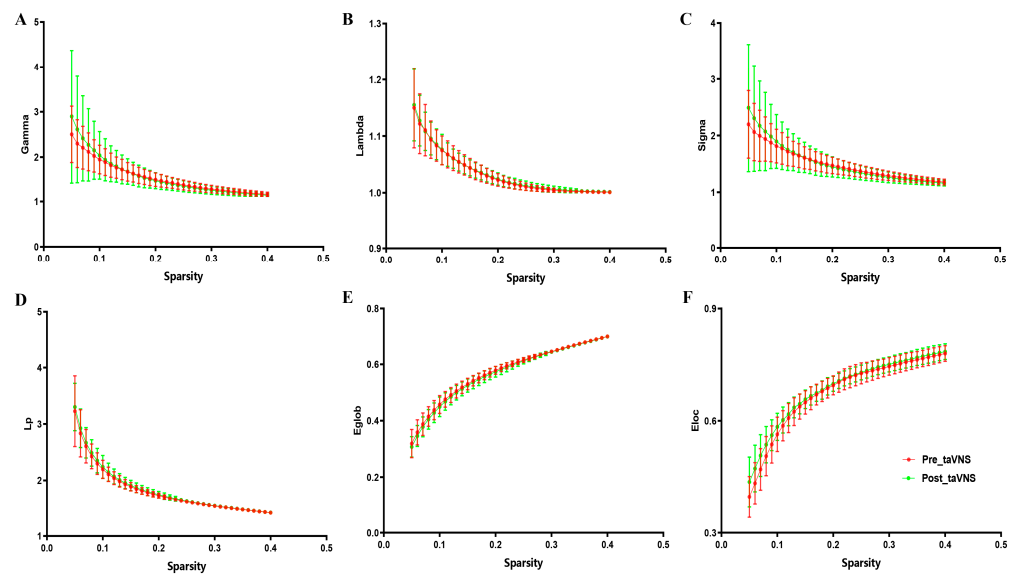 A
5
4
3
2
1
0
Gamma
0.0 0.1 0.2 0.3 0.4 0.5
Sparsity
B
1.3
1.2
1.1
1.0
0.9
Lambda
0.0 0.1 0.2 0.3 0.4 0.5
Sparsity
C
4
3
2
1
0
Sigma
0.0 0.1 0.2 0.3 0.4 0.5
Sparsity
D
5
4
3
2
1
Lp
0.0 0.1 0.2 0.3 0.4 0.5
Sparsity
E
0.8
0.6
0.4
0.2
0.0
Eglob
0.0 0.1 0.2 0.3 0.4 0.5
Sparsity
F
0.9
0.6
0.3
Eloc
Pre_taVNS
Post_taVNS
0.0 0.1 0.2 0.3 0.4 0.5
Sparsity